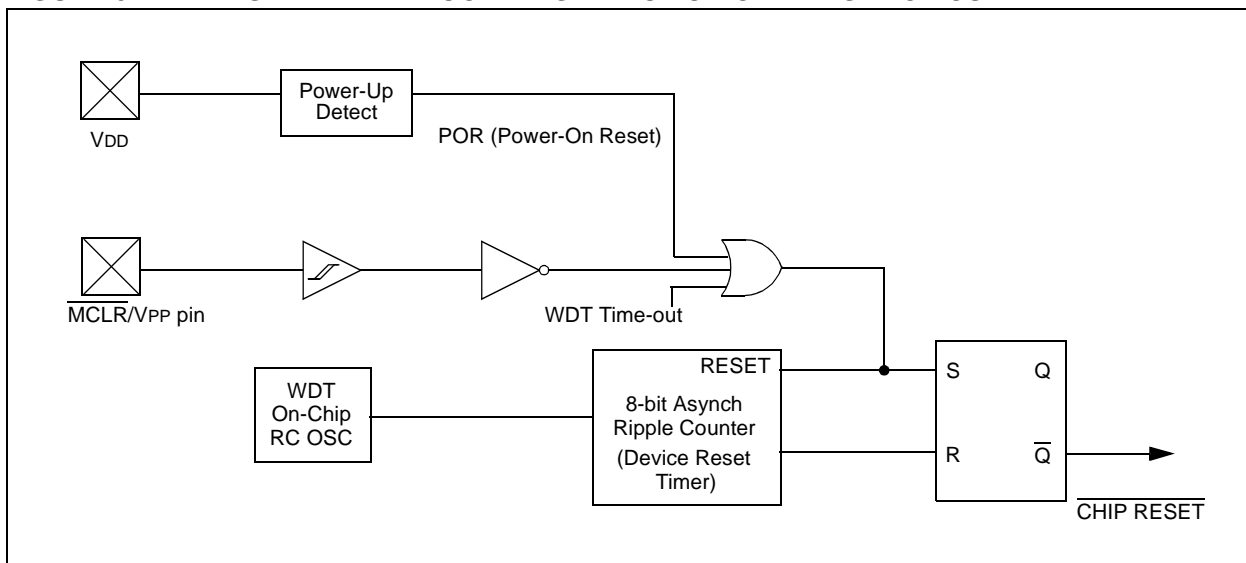 Power-Up
Detect
VDD
POR (Power-On Reset)
MCLR/VPP pin
WDT Time-out
WDT
On-Chip
RC OSC
RESET
8-bit Asynch
Ripple Counter
(Device Reset
Timer)
S Q
R Q
CHIP RESET